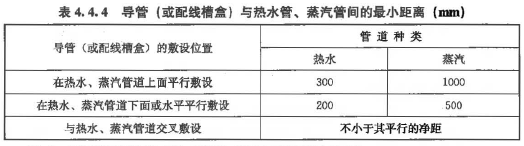 表 4.4.4 导管（或配线槽盒）与热水管、蒸汽管间的最小距离（mm）
导管（或配线槽盒）的敷设位置
管道种类
热水 蒸汽
在热水、蒸汽管道上面平行敷设 300 1000
在热水、蒸汽管道下面或水平平行敷设 200 500
与热水、蒸汽管道交叉敷设 不小于其平行的净距